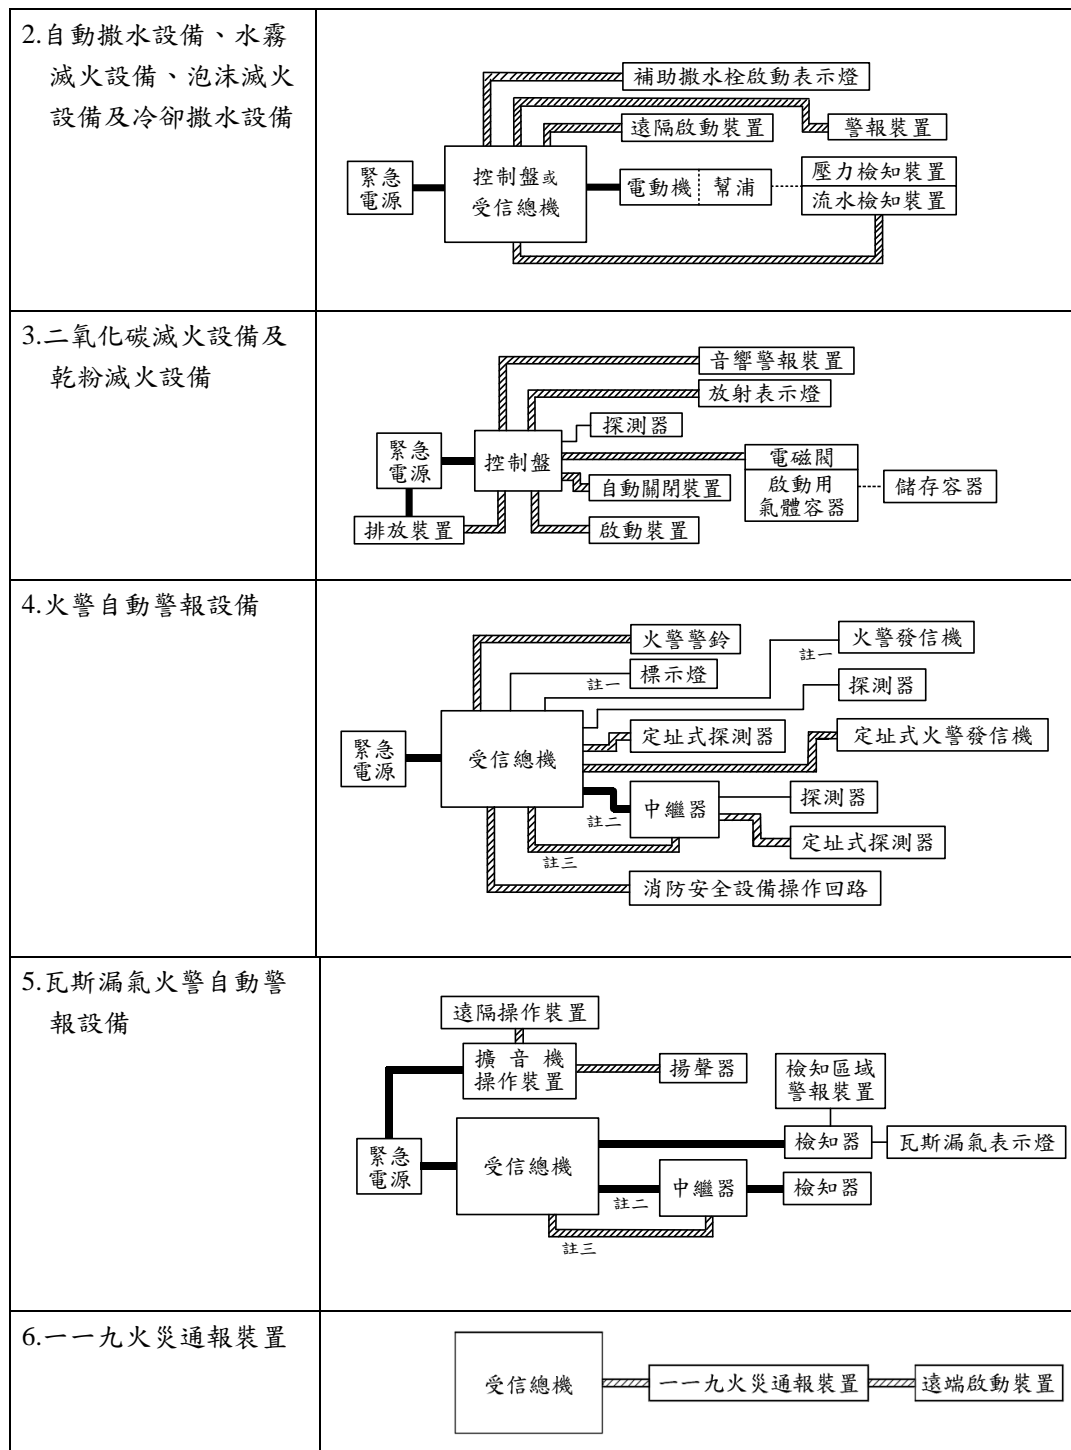 2.自動撒水設備、水霧
滅火設備、泡沫滅火
設備及冷卻撒水設備
補助撒水栓啟動表示燈
遠隔啟動裝置
警報裝置
緊急
電源
控制盤或
受信總機
電動機
幫浦
壓力檢知裝置
流水檢知裝置
3.二氧化碳滅火設備及
乾粉滅火設備
音響警報裝置
放射表示燈
探測器
緊急
電源
控制盤
電磁閥
啟動用
氣體容器
儲存容器
自動關閉裝置
排放裝置
啟動裝置
4.火警自動警報設備
火警警鈴
火警發信機
註一
標示燈
註一
探測器
定址式探測器
定址式火警發信機
緊急
電源
受信總機
註二
中繼器
探測器
定址式探測器
註三
消防安全設備操作回路
5.瓦斯漏氣火警自動警
報設備
遠隔操作裝置
擴音機
操作裝置
揚聲器
檢知區域
警報裝置
緊急
電源
受信總機
檢知器
瓦斯漏氣表示燈
註二
中繼器
檢知器
註三
6.一一九火災通報裝置
受信總機
一一九火災通報裝置
遠端啟動裝置